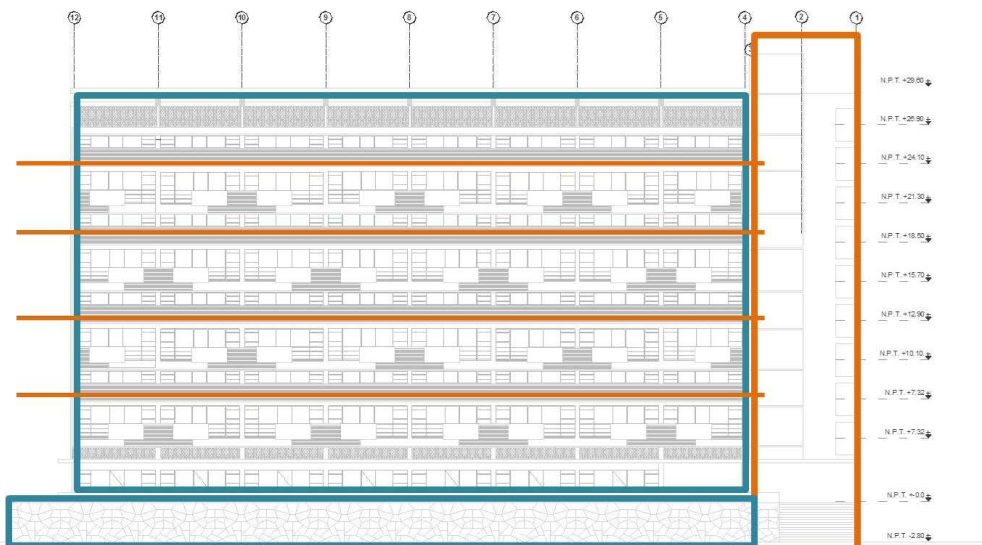 12 11 10 9 8 7 6 5 4 2 1
3
N.P.T. +29.60
N.P.T. +26.90
N.P.T. +24.10
N.P.T. +21.30
N.P.T. +18.50
N.P.T. +15.70
N.P.T. +12.90
N.P.T. +10.10.
N.P.T. +7.32
N.P.T. +7.32
N.P.T. +-0.0
N.P.T. -2.80